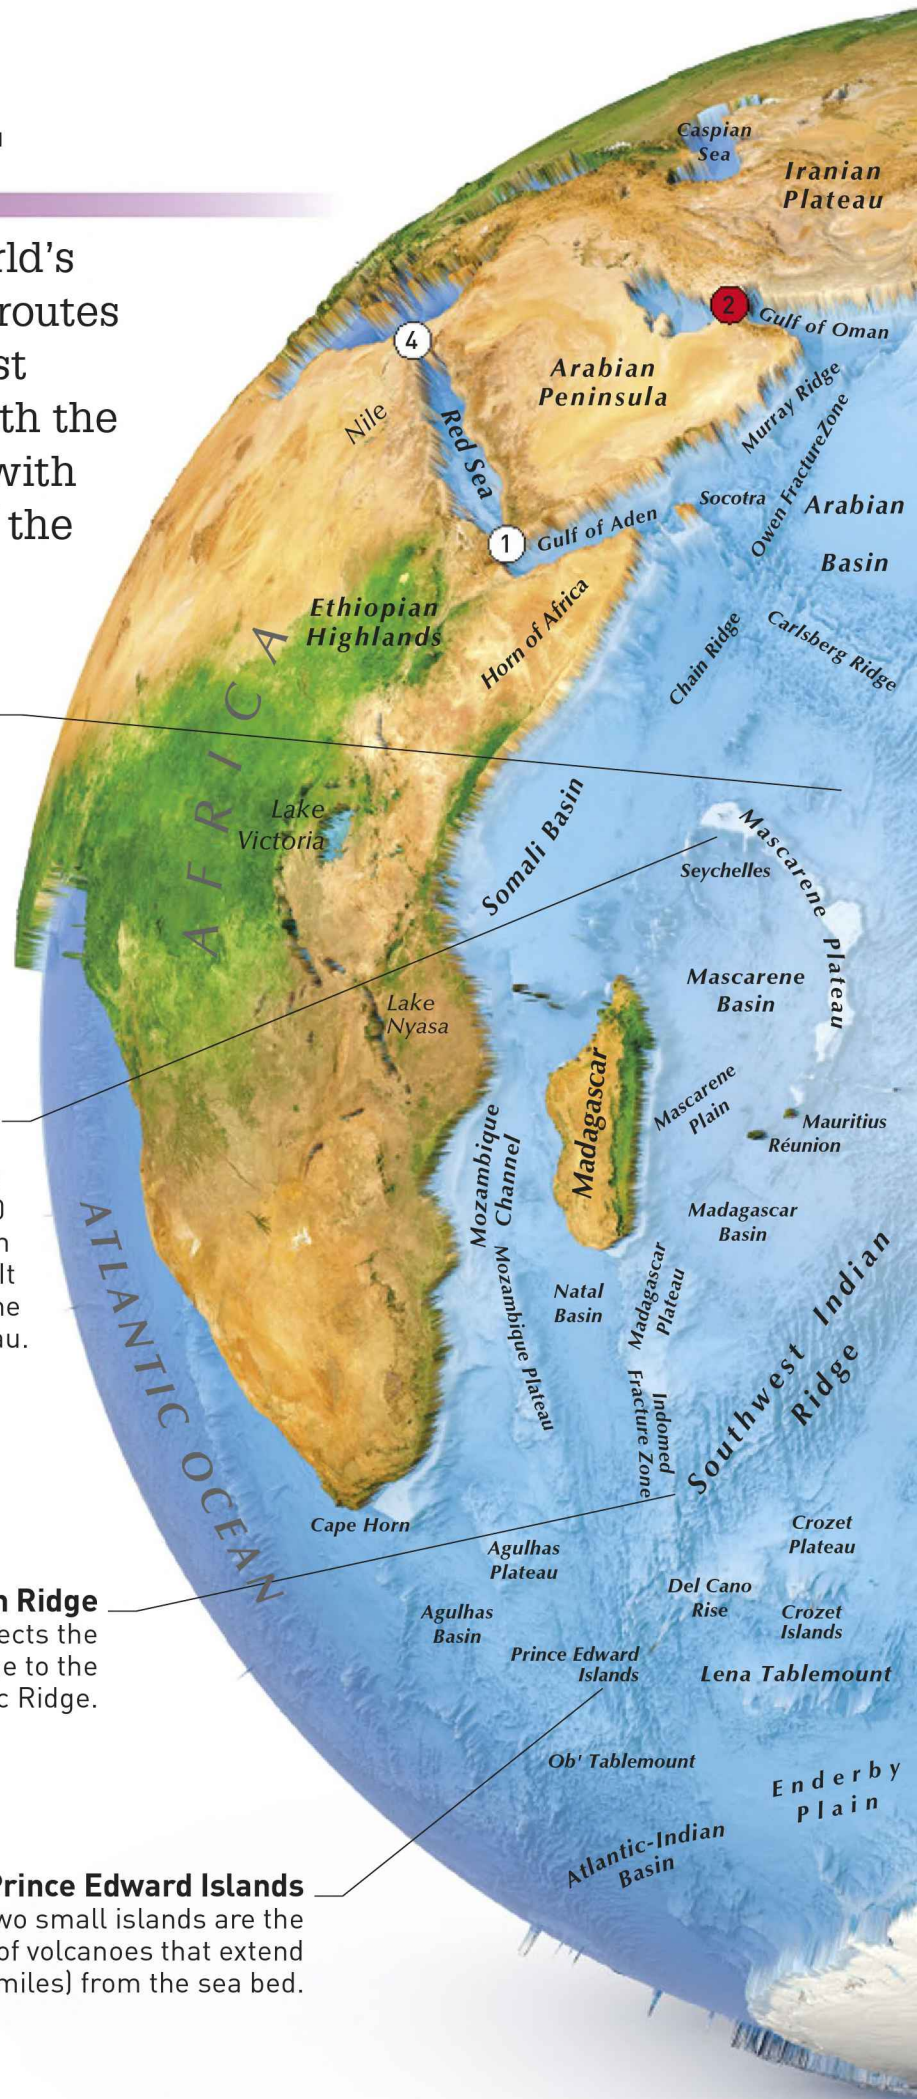 rld's
routes
st
th the
with
the
Caspian
Sea
Iranian
Plateau
2
Gulf of Oman
4
Arabian
Peninsula
Nile
Red Sea
Murray Ridge
Owen FractureZone
Socotra
Arabian
Basin
1
Gulf of Aden
Ethiopian
Highlands
Horn of Africa
Chain Ridge
Carlsberg Ridge
AFRICA
Lake
Victoria
Somali Basin
Mascarene Plateau
Seychelles
Mascarene
Basin
Lake
Nyasa
Madagascar
Mascarene
Plain
Mauritius
Réunion
Mozambique
Channel
Madagascar
Basin
n
lt
ne
au.
ATLANTIC OCEAN
Mozambique Plateau
Natal
Basin
Madagascar
Plateau
Southwest Indian
Ridge
Indomed
Fracture Zone
Cape Horn
Agulhas
Plateau
Crozet
Plateau
n Ridge
ects the
e to the
c Ridge.
Del Cano
Rise
Crozet
Islands
Agulhas
Basin
Prince Edward
Islands
Lena Tablemount
Ob' Tablemount
Enderby
Plain
Atlantic-Indian
Basin
Prince Edward Islands
wo small islands are the
of volcanoes that extend
miles) from the sea bed.